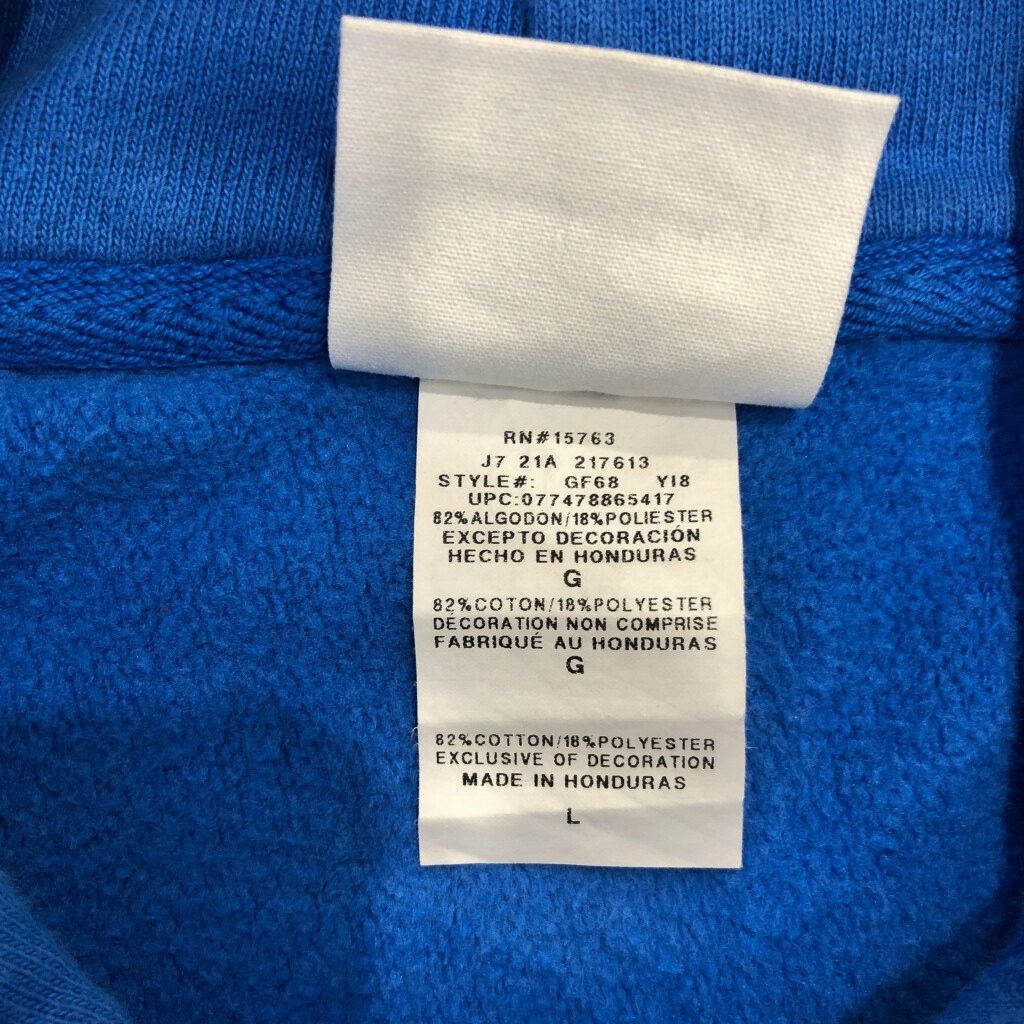 RN#15763
J7 21A 217613
STYLE#: GF68 YI8
UPC:077478865417
82%ALGODON/18%POLIESTER
EXCEPTO DECORACIÓN
HECHO EN HONDURAS
G
82%COTON/18%POLYESTER
DÉCORATION NON COMPRISE
FABRIQUÉ AU HONDURAS
G
82%COTTON/18%POLYESTER
EXCLUSIVE OF DECORATION
MADE IN HONDURAS
L